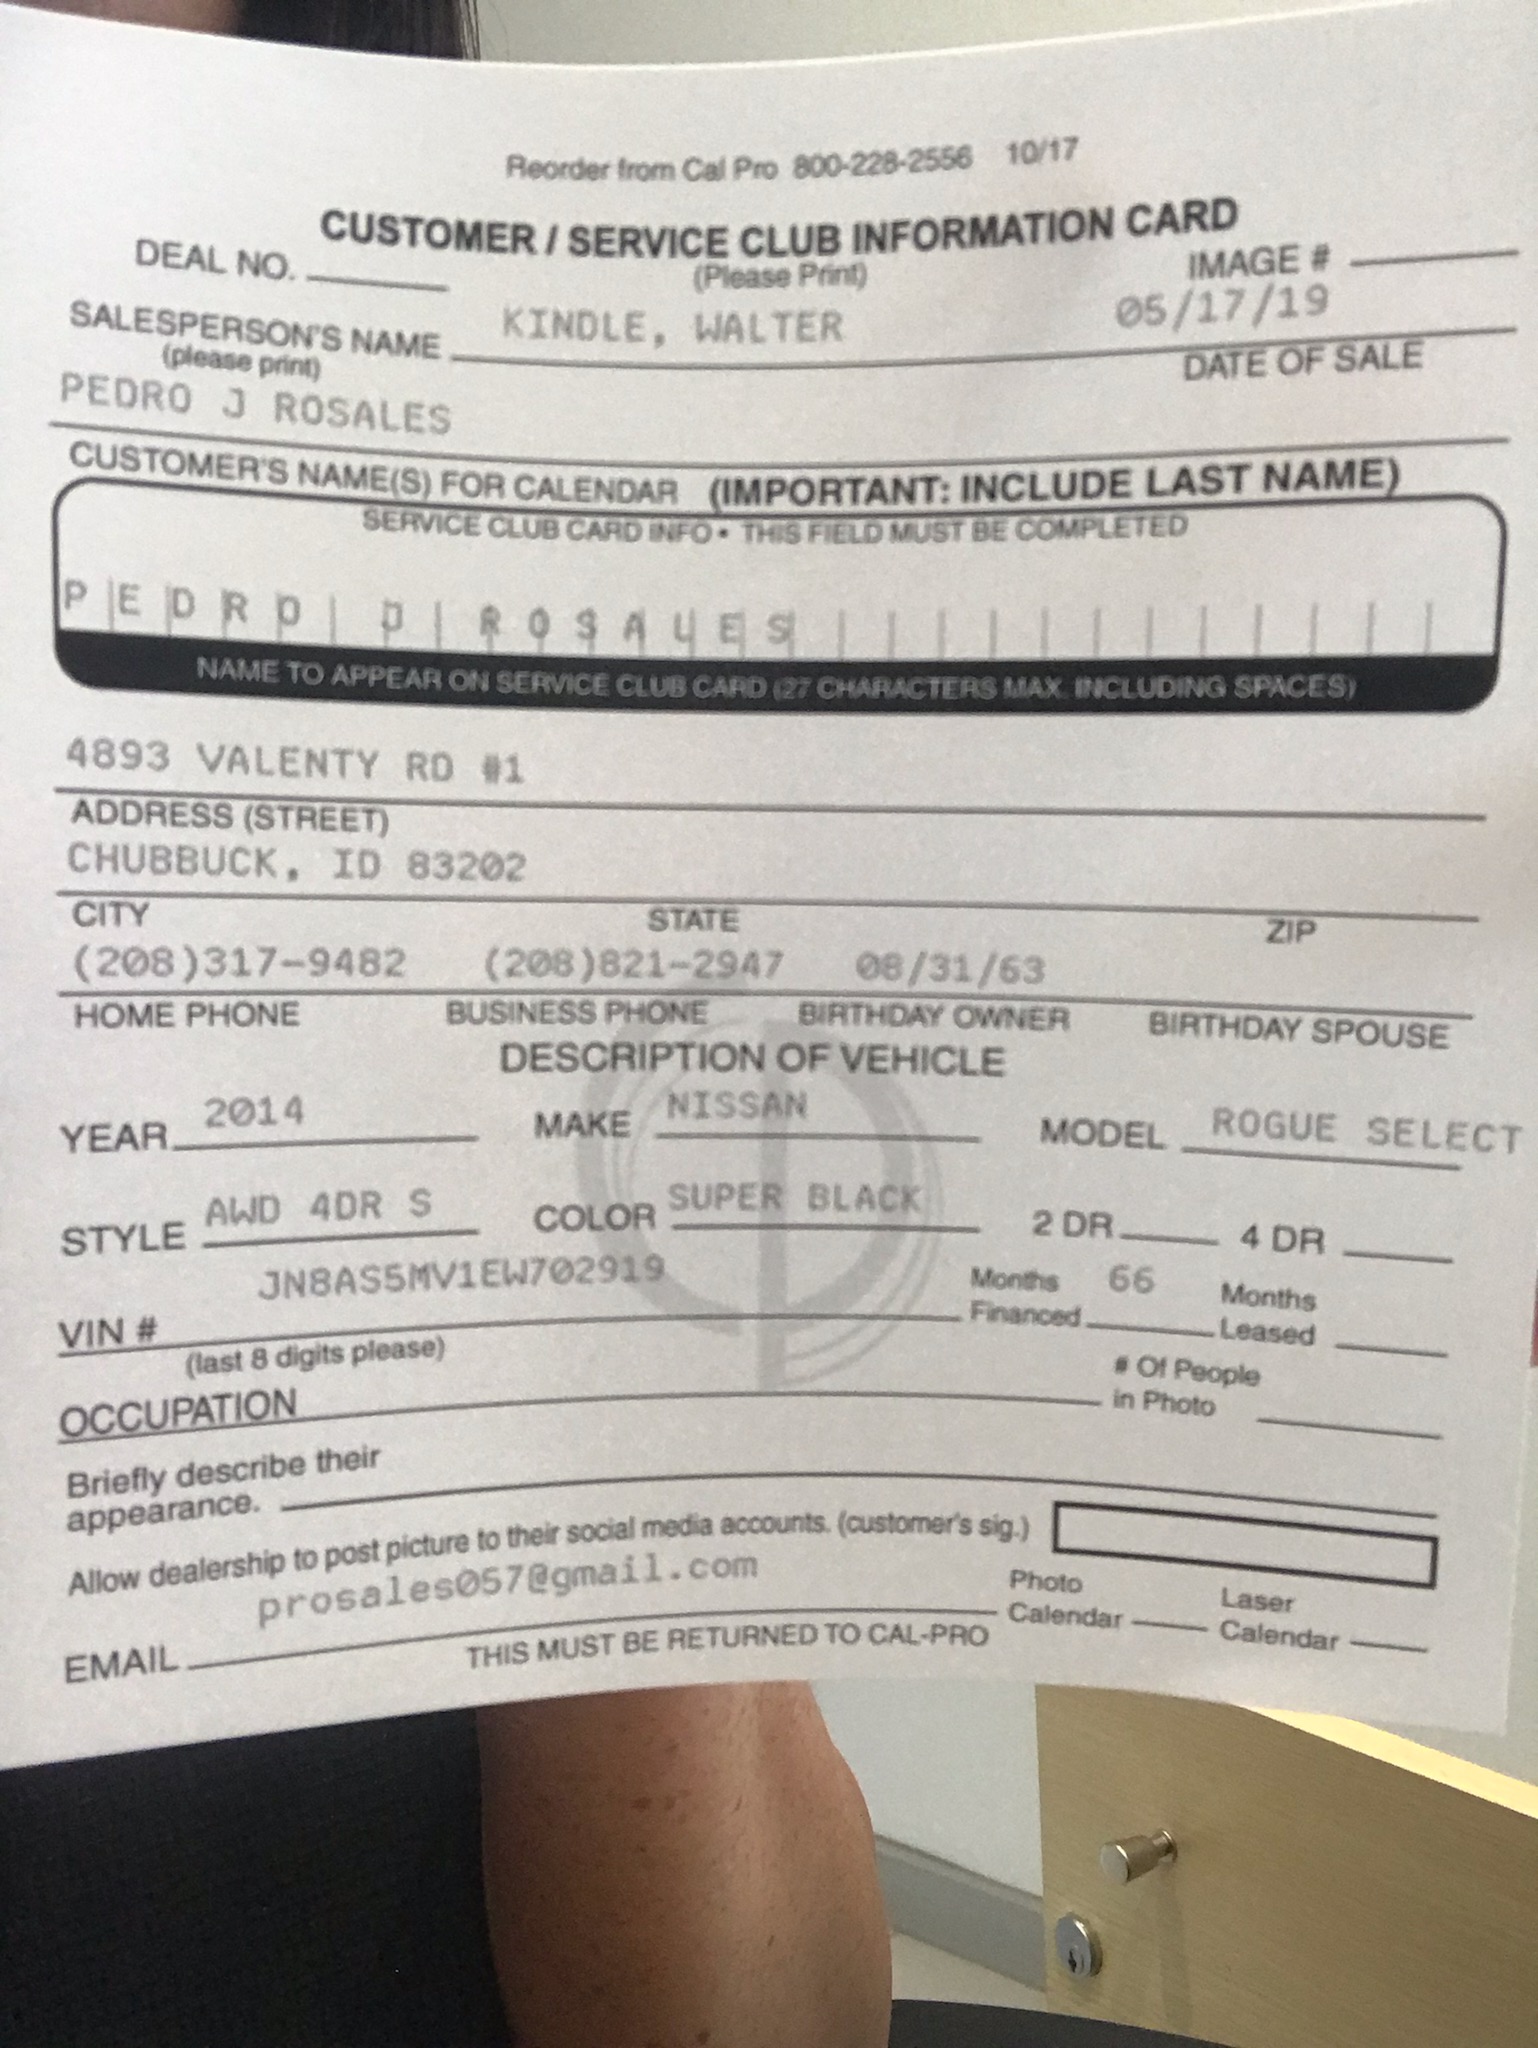 Reorder from Cal Pro 800-228-2556 10/17
CUSTOMER / SERVICE CLUB INFORMATION CARD
DEAL NO. (Please Print) IMAGE #
SALESPERSON'S NAME KINDLE, WALTER 05/17/19
(please print) DATE OF SALE
PEDRO J ROSALES
CUSTOMER'S NAME(S) FOR CALENDAR (IMPORTANT: INCLUDE LAST NAME)
SERVICE CLUB CARD INFO • THIS FIELD MUST BE COMPLETED
PEDRO J ROSALES
NAME TO APPEAR ON SERVICE CLUB CARD (27 CHARACTERS MAX. INCLUDING SPACES)
4893 VALENTY RD #1
ADDRESS (STREET)
CHUBBUCK, ID 83202
CITY STATE ZIP
(208)317-9482 (208)821-2947 08/31/63
HOME PHONE BUSINESS PHONE BIRTHDAY OWNER BIRTHDAY SPOUSE
DESCRIPTION OF VEHICLE
YEAR 2014 MAKE NISSAN MODEL ROGUE SELECT
STYLE AWD 4DR S COLOR SUPER BLACK 2 DR 4 DR
JN8AS5MV1EW702919 Months 66 Months
VIN # Financed Leased
(last 8 digits please) # Of People
OCCUPATION in Photo
Briefly describe their
appearance.
Allow dealership to post picture to their social media accounts. (customer's sig.)
prosales057@gmail.com Photo Laser
EMAIL Calendar Calendar
THIS MUST BE RETURNED TO CAL-PRO